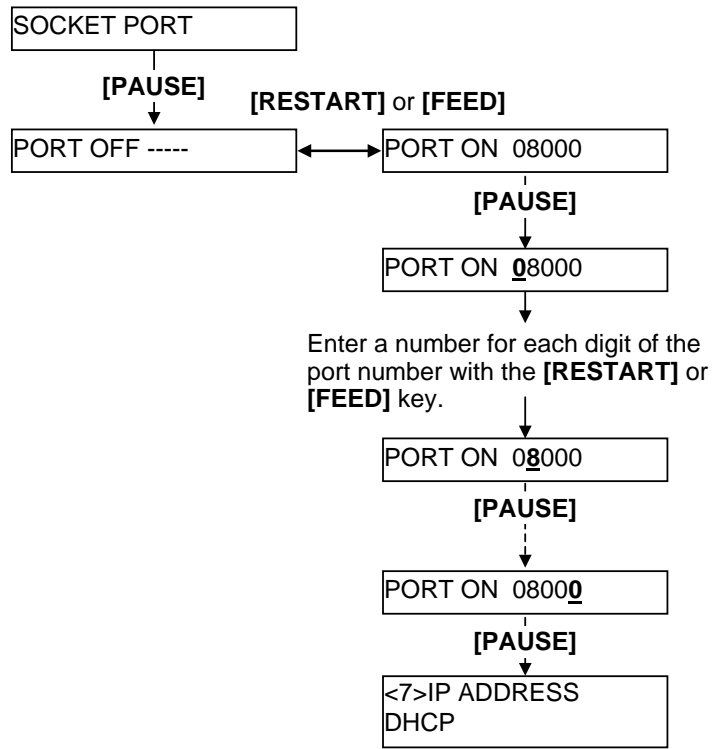 SOCKET PORT
[PAUSE]
[RESTART] or [FEED]
PORT OFF -----
PORT ON 08000
[PAUSE]
PORT ON 08000
Enter a number for each digit of the
port number with the [RESTART] or
[FEED] key.
PORT ON 08000
[PAUSE]
PORT ON 08000
[PAUSE]
<7>IP ADDRESS
DHCP